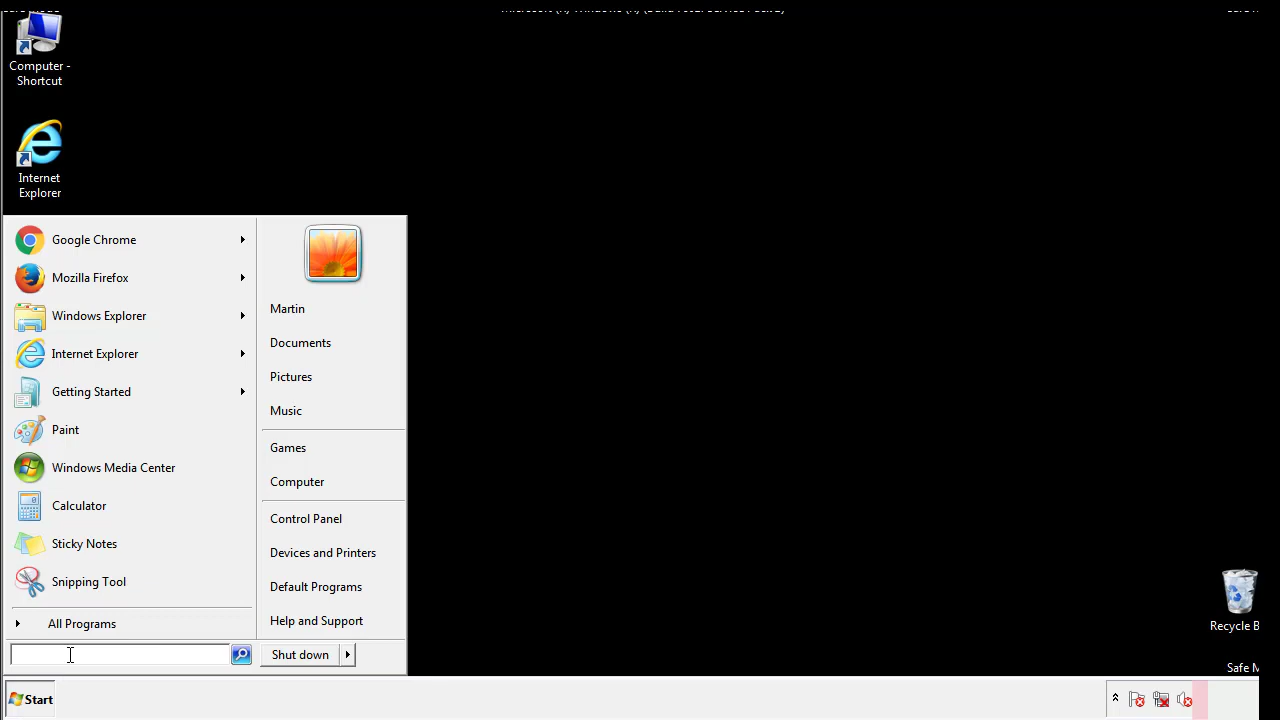 Computer -
Shortcut
Internet
Explorer
Google Chrome
Mozilla Firefox
Windows Explorer
Internet Explorer
Getting Started
Paint
Windows Media Center
Calculator
Sticky Notes
Snipping Tool
All Programs
Martin
Documents
Pictures
Music
Games
Computer
Control Panel
Devices and Printers
Default Programs
Help and Support
Shut down
Recycle B
Safe M
Start